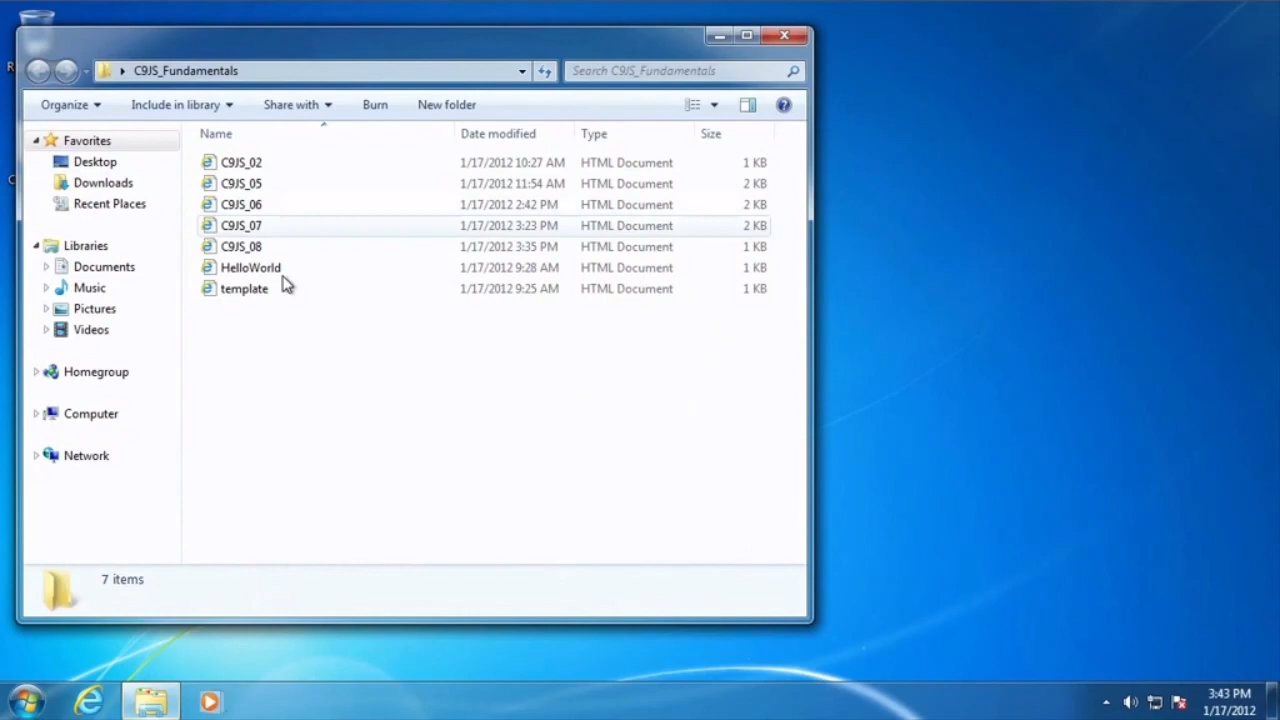 C9JS_Fundamentals
Search C9JS_Fundamentals
Organize Include in library Share with Burn New folder
Name Date modified Type Size
Favorites
Desktop
Downloads
Recent Places
Libraries
Documents
Music
Pictures
Videos
Homegroup
Computer
Network
C9JS_02 1/17/2012 10:27 AM HTML Document 1 KB
C9JS_05 1/17/2012 11:54 AM HTML Document 2 KB
C9JS_06 1/17/2012 2:42 PM HTML Document 2 KB
C9JS_07 1/17/2012 3:23 PM HTML Document 2 KB
C9JS_08 1/17/2012 3:35 PM HTML Document 1 KB
HelloWorld 1/17/2012 9:28 AM HTML Document 1 KB
template 1/17/2012 9:25 AM HTML Document 1 KB
7 items
3:43 PM
1/17/2012